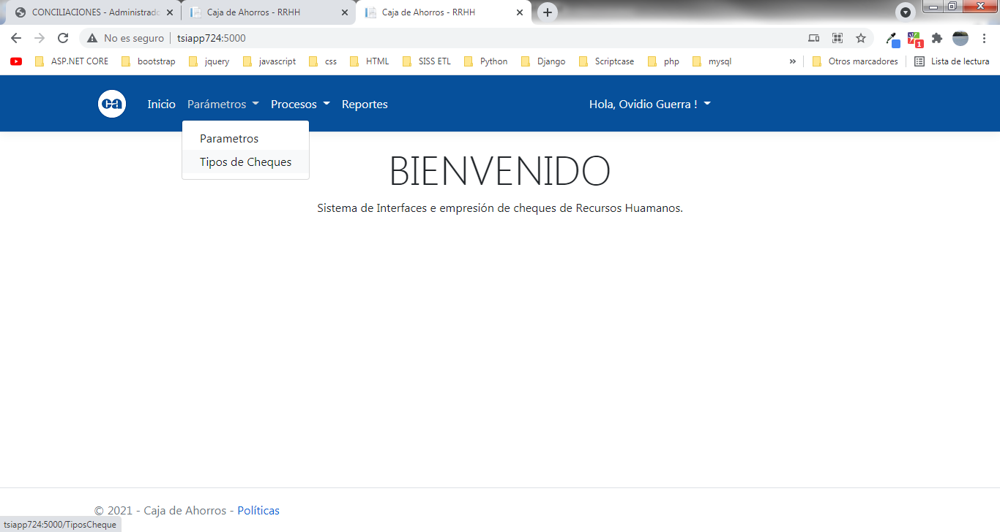 CONCILIACIONES - Administrado
Caja de Ahorros - RRHH
Caja de Ahorros - RRHH
No es seguro
tsiapp724:5000
1
ASP.NET CORE
bootstrap
jquery
javascript
css
HTML
SISS ETL
Python
Django
Scriptcase
php
mysql
»
Otros marcadores
Lista de lectura
ca
Inicio
Parámetros
Procesos
Reportes
Hola, Ovidio Guerra !
Parametros
Tipos de Cheques
BIENVENIDO
Sistema de Interfaces e empresión de cheques de Recursos Huamanos.
© 2021 - Caja de Ahorros - Políticas
tsiapp724:5000/TiposCheque